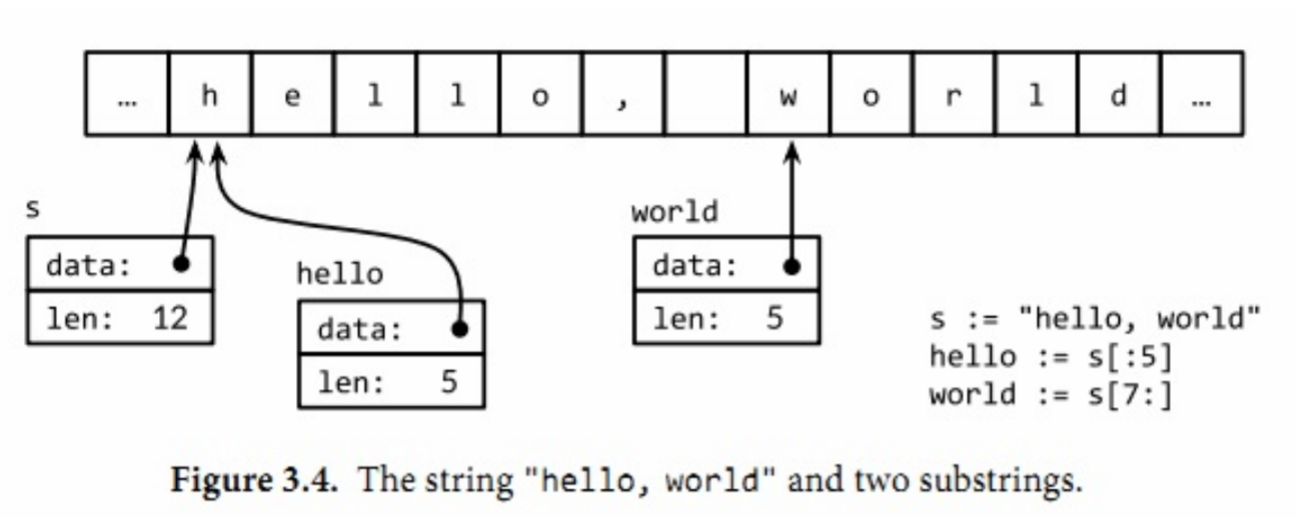 … h e l l o , w o r l d …
s
data:
len: 12
hello
data:
len: 5
world
data:
len: 5
s := "hello, world"
hello := s[:5]
world := s[7:]
Figure 3.4. The string "hello, world" and two substrings.